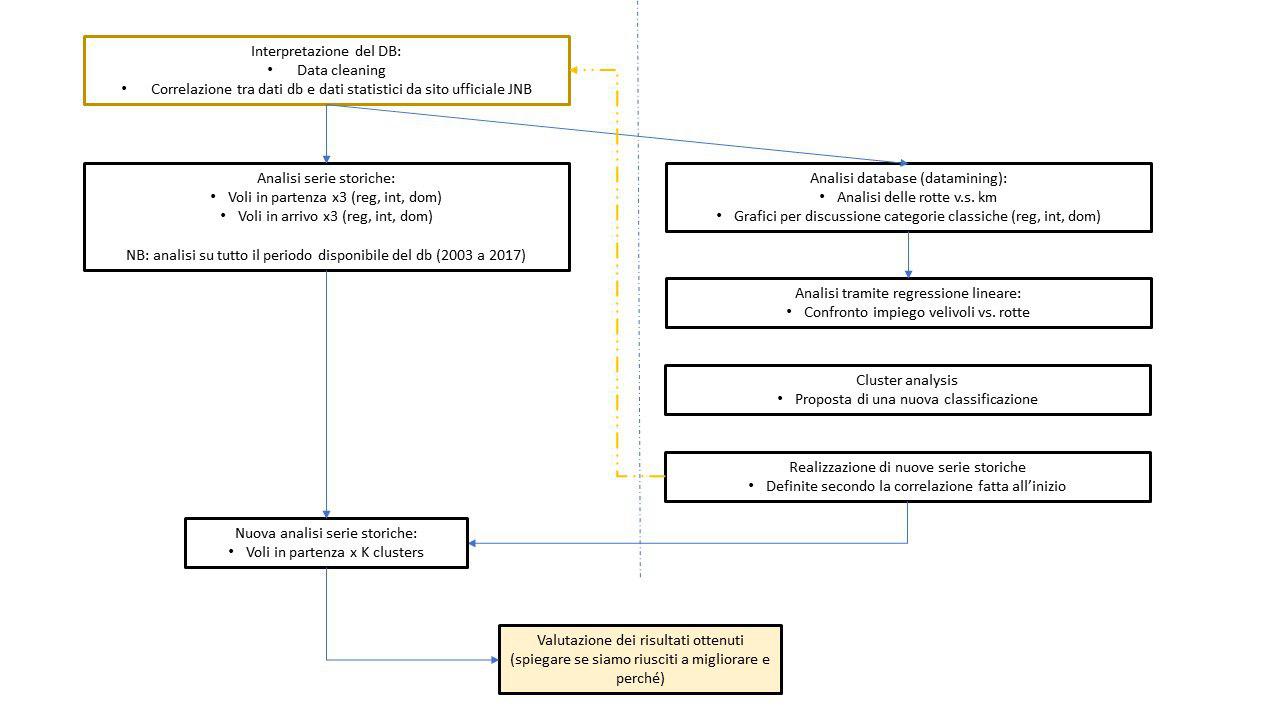 Interpretazione del DB:
• Data cleaning
• Correlazione tra dati db e dati statistici da sito ufficiale JNB
Analisi serie storiche:
• Voli in partenza x3 (reg, int, dom)
• Voli in arrivo x3 (reg, int, dom)
NB: analisi su tutto il periodo disponibile del db (2003 a 2017)
Analisi database (datamining):
• Analisi delle rotte v.s. km
• Grafici per discussione categorie classiche (reg, int, dom)
Analisi tramite regressione lineare:
• Confronto impiego velivoli vs. rotte
Cluster analysis
• Proposta di una nuova classificazione
Realizzazione di nuove serie storiche
• Definite secondo la correlazione fatta all’inizio
Nuova analisi serie storiche:
• Voli in partenza x K clusters
Valutazione dei risultati ottenuti
(spiegare se siamo riusciti a migliorare e
perché)